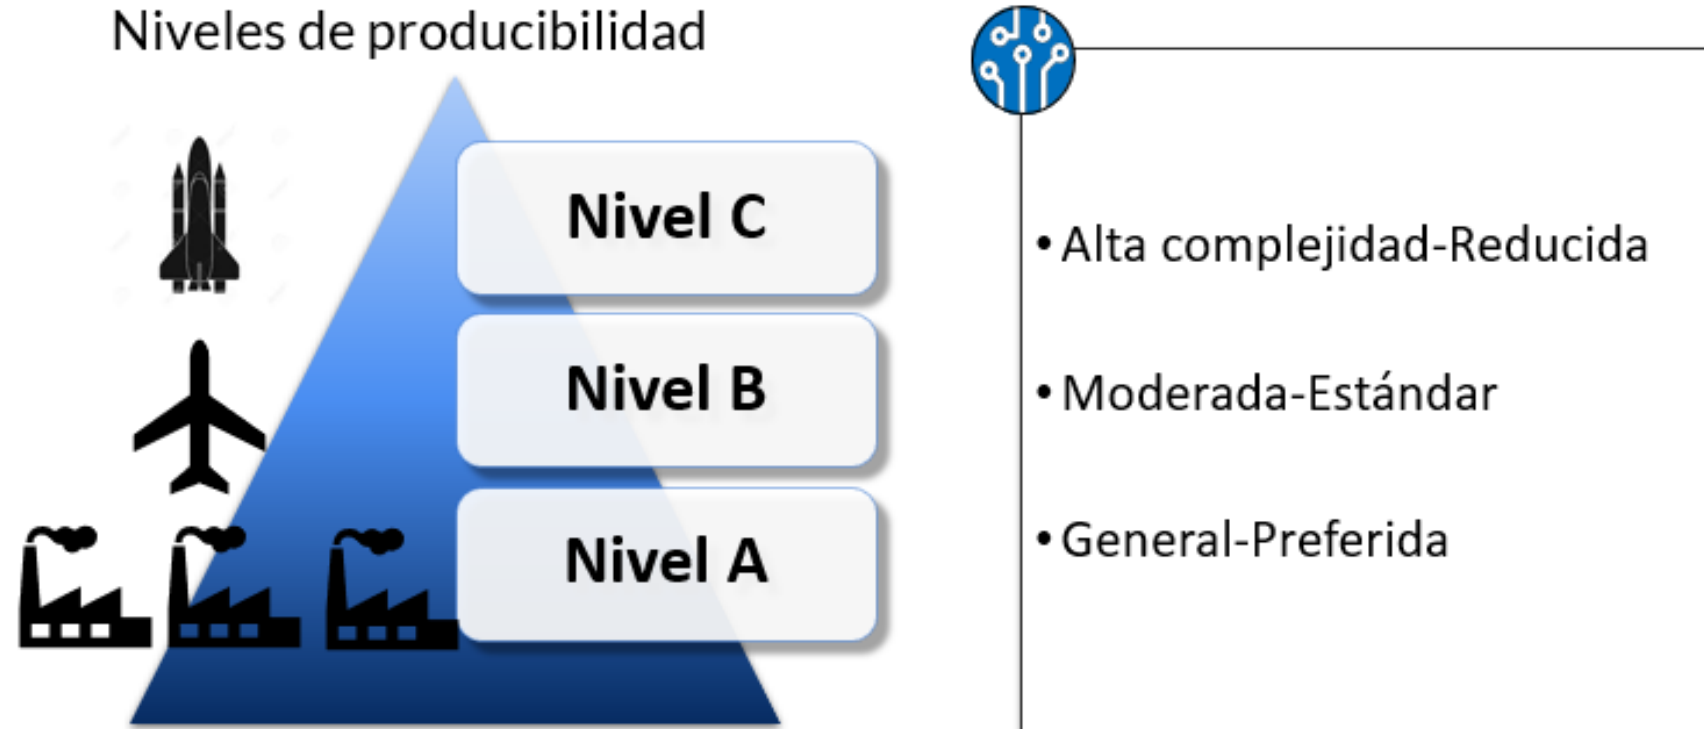 Niveles de producibilidad
Nivel C
Nivel B
Nivel A
• Alta complejidad-Reducida
• Moderada-Estándar
• General-Preferida